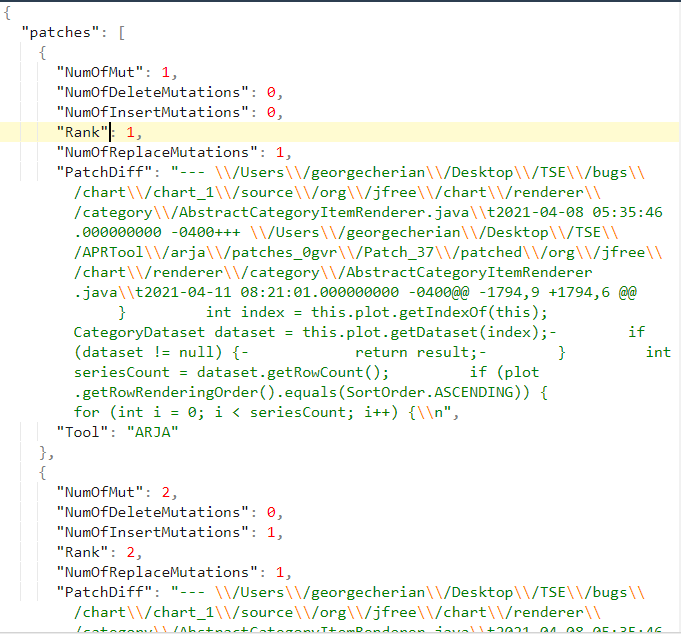 {
"patches": [
{
"NumOfMut": 1,
"NumOfDeleteMutations": 0,
"NumOfInsertMutations": 0,
"Rank": 1,
"NumOfReplaceMutations": 1,
"PatchDiff": "--- \\/Users\\/georgecherian\\/Desktop\\/TSE\\/bugs\\
/chart\\/chart_1\\/source\\/org\\/jfree\\/chart\\/renderer\\
/category\\/AbstractCategoryItemRenderer.java\\t2021-04-08 05:35:46
.000000000 -0400+++ \\/Users\\/georgecherian\\/Desktop\\/TSE\\
/APRTool\\/arja\\/patches_0gvr\\/Patch_37\\/patched\\/org\\/jfree\\
/chart\\/renderer\\/category\\/AbstractCategoryItemRenderer
.java\\t2021-04-11 08:21:01.000000000 -0400@@ -1794,9 +1794,6 @@
}         int index = this.plot.getIndexOf(this);
CategoryDataset dataset = this.plot.getDataset(index);-        if
(dataset != null) {-            return result;-        }         int
seriesCount = dataset.getRowCount();         if (plot
.getRowRenderingOrder().equals(SortOrder.ASCENDING)) {
for (int i = 0; i < seriesCount; i++) {\\n",
"Tool": "ARJA"
},
{
"NumOfMut": 2,
"NumOfDeleteMutations": 0,
"NumOfInsertMutations": 1,
"Rank": 2,
"NumOfReplaceMutations": 1,
"PatchDiff": "--- \\/Users\\/georgecherian\\/Desktop\\/TSE\\/bugs\\
/chart\\/chart_1\\/source\\/org\\/jfree\\/chart\\/renderer\\
/category\\/AbstractCategoryItemRenderer.java\\t2021-04-08 05:35:46